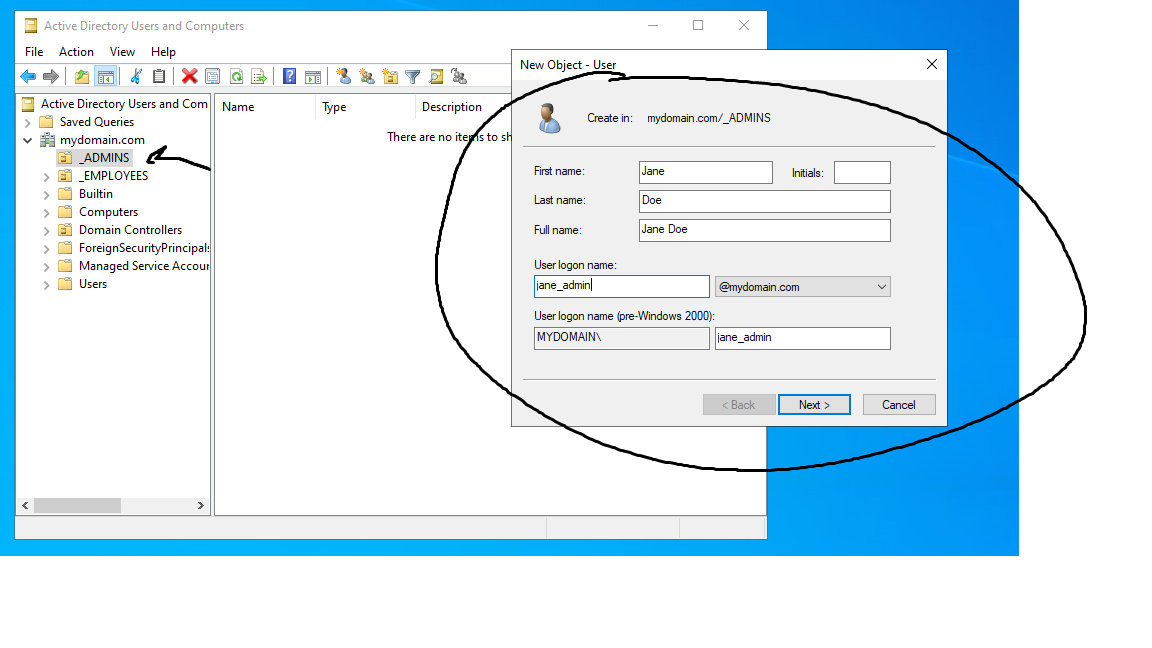 Active Directory Users and Computers
File Action View Help
Active Directory Users and Com
Saved Queries
mydomain.com
_ADMINS
_EMPLOYEES
Builtin
Computers
Domain Controllers
ForeignSecurityPrincipals
Managed Service Accour
Users
Name Type Description
There are no items to sh
New Object - User
Create in: mydomain.com/_ADMINS
First name: Jane Initials:
Last name: Doe
Full name: Jane Doe
User logon name:
jane_admin @mydomain.com
User logon name (pre-Windows 2000):
MYDOMAIN\ jane_admin
< Back Next > Cancel